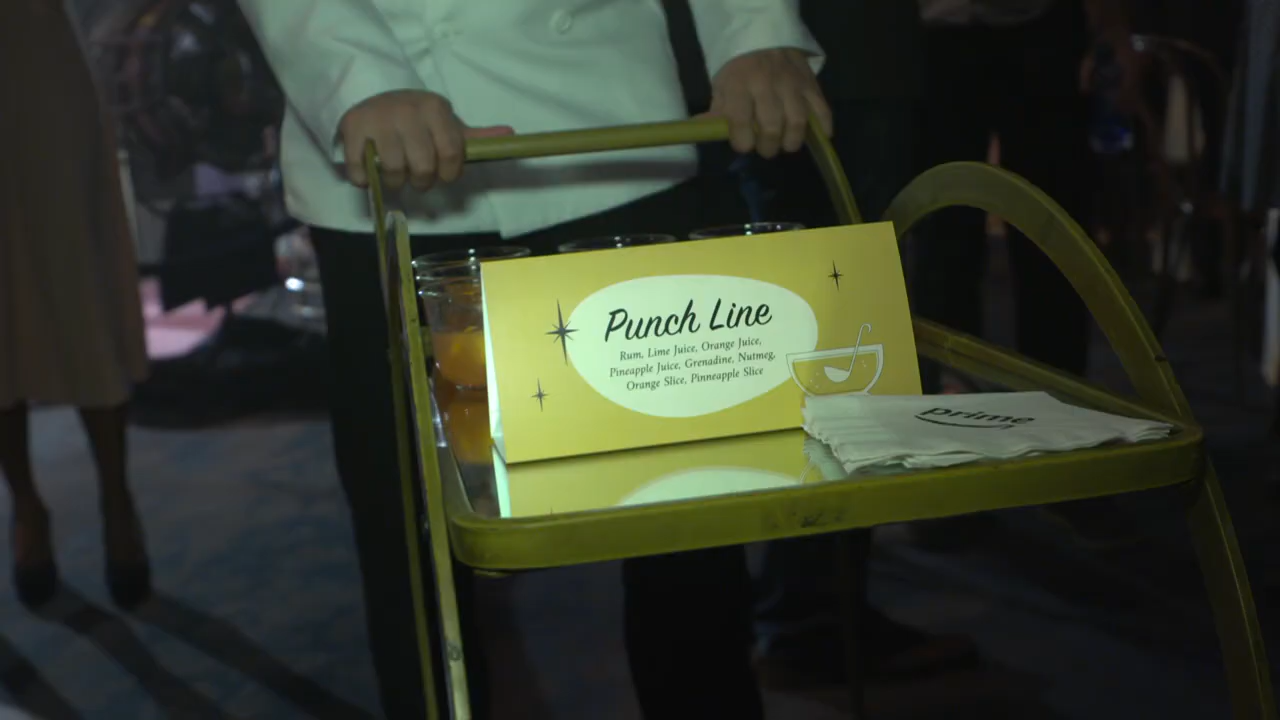 Punch Line
Rum, Lime Juice, Orange Juice,
Pineapple Juice, Grenadine, Nutmeg,
Orange Slice, Pinneapple Slice
prime